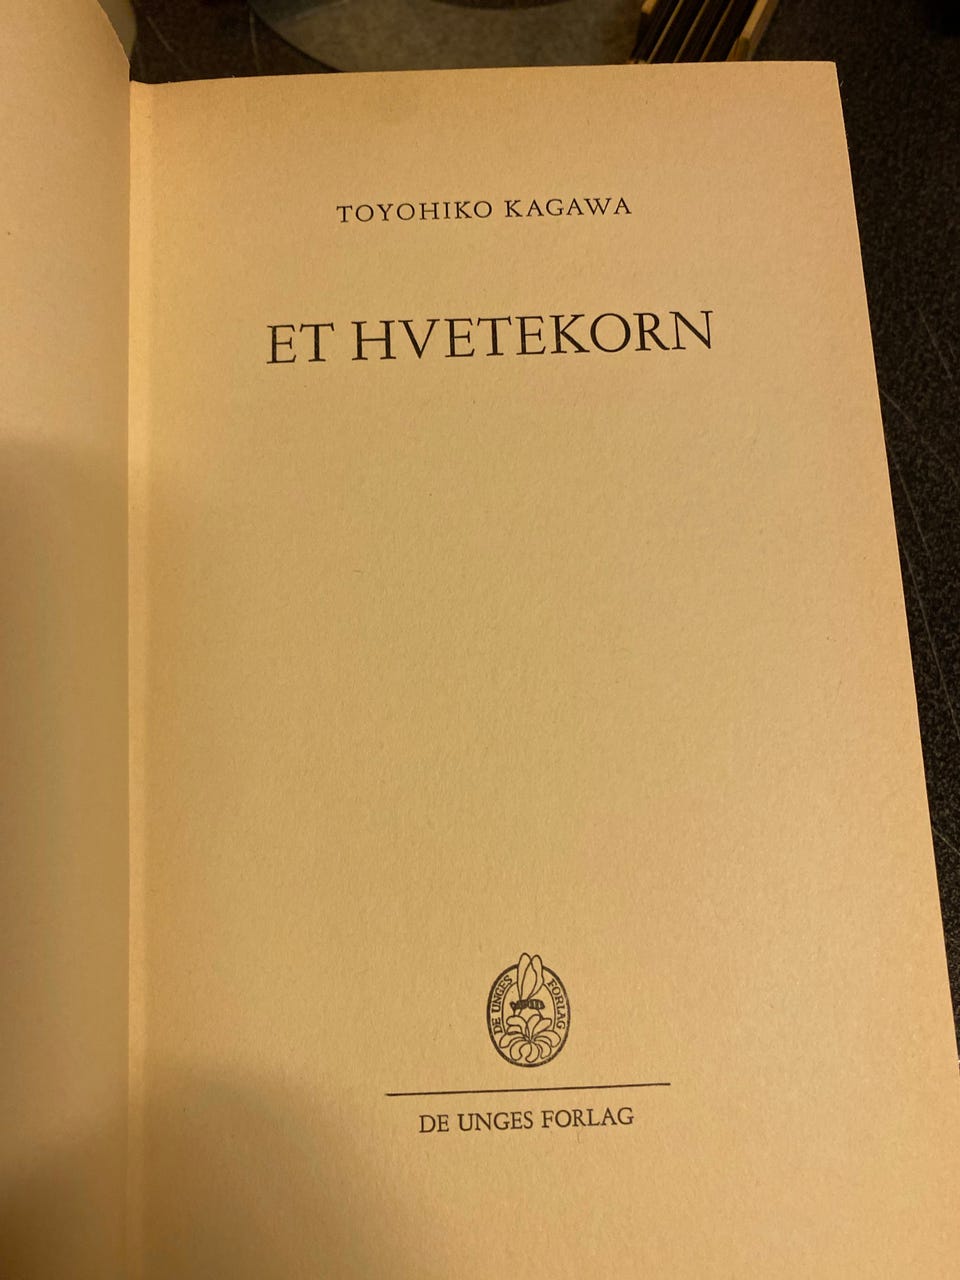 TOYOHIKO KAGAWA
ET HVETEKORN
DE UNGES FORLAG
DE UNGES FORLAG